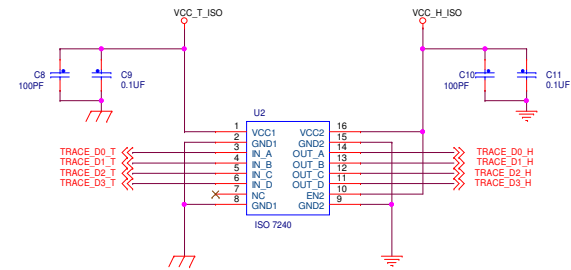 VCC_T_ISO
VCC_H_ISO
C8
100PF
C9
0.1UF
C10
100PF
C11
0.1UF
U2
1 VCC1 VCC2 16
2 GND1 GND2 15
TRACE_D0_T 3 IN_A OUT_A 14 TRACE_D0_H
TRACE_D1_T 4 IN_B OUT_B 13 TRACE_D1_H
TRACE_D2_T 5 IN_C OUT_C 12 TRACE_D2_H
TRACE_D3_T 6 IN_D OUT_D 11 TRACE_D3_H
7 NC EN2 10
8 GND1 GND2 9
ISO 7240